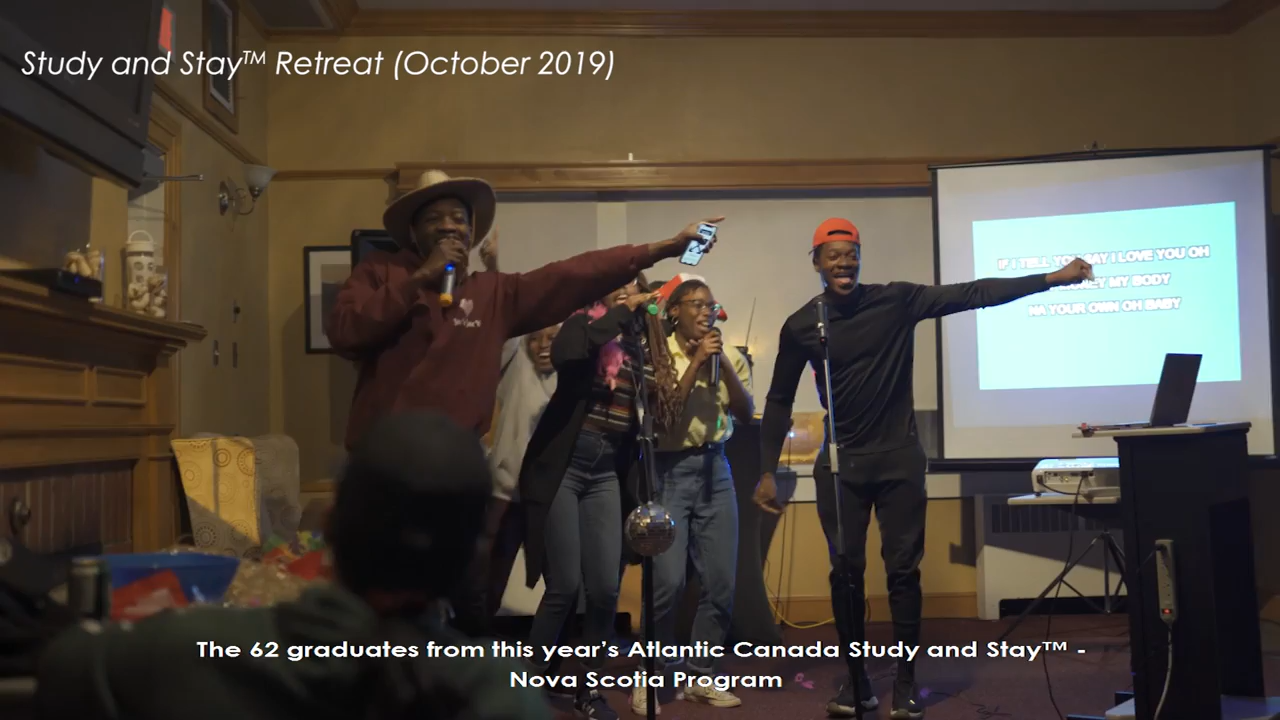 Study and Stay™ Retreat (October 2019)
IF I TELL YOU SAY I LOVE YOU OH
MY BODY
NA YOUR OWN OH BABY
The 62 graduates from this year's Atlantic Canada Study and Stay™ -
Nova Scotia Program